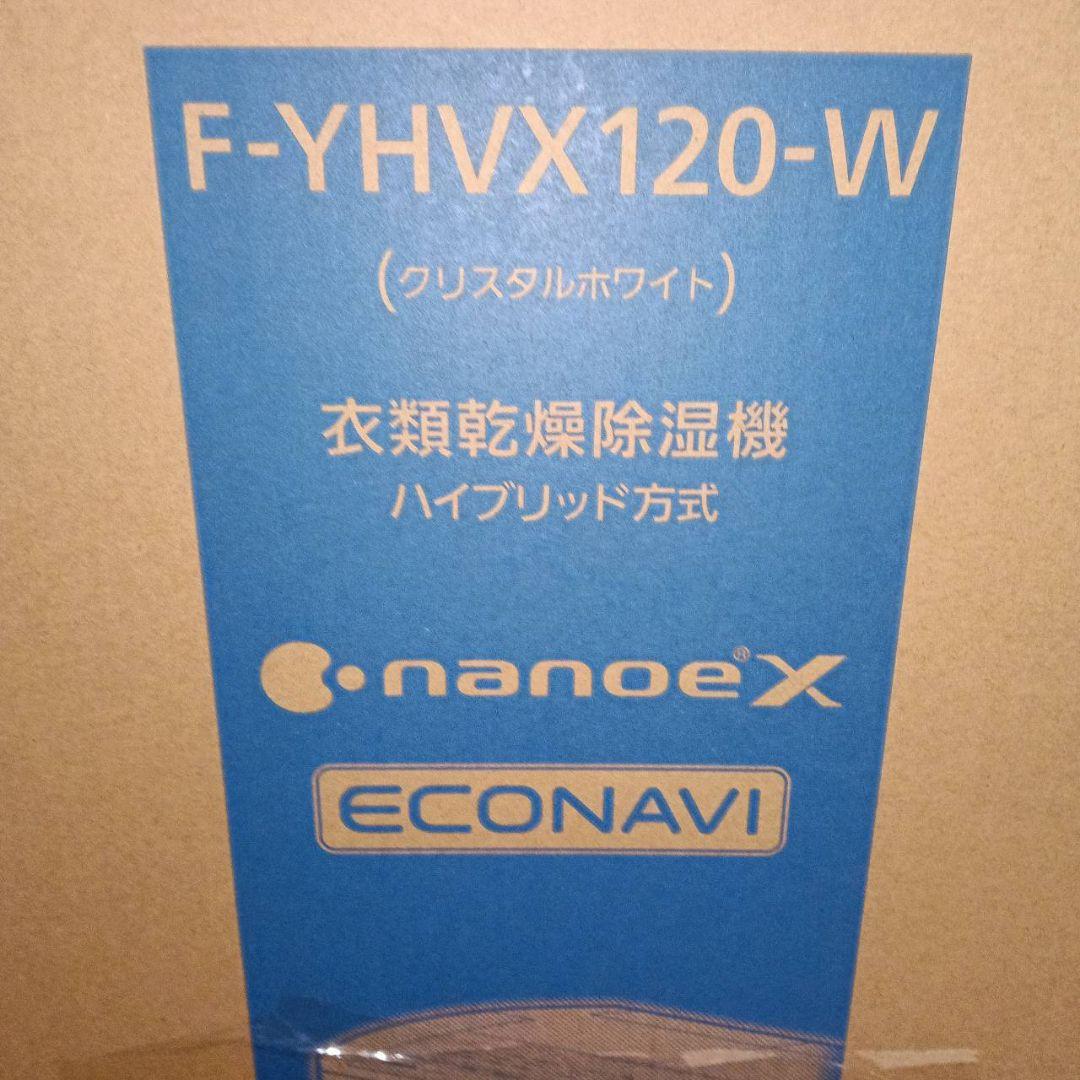 F-YHVX120-W
(クリスタルホワイト)
衣類乾燥除湿機
ハイブリッド方式
nanoe®X
ECONAVI